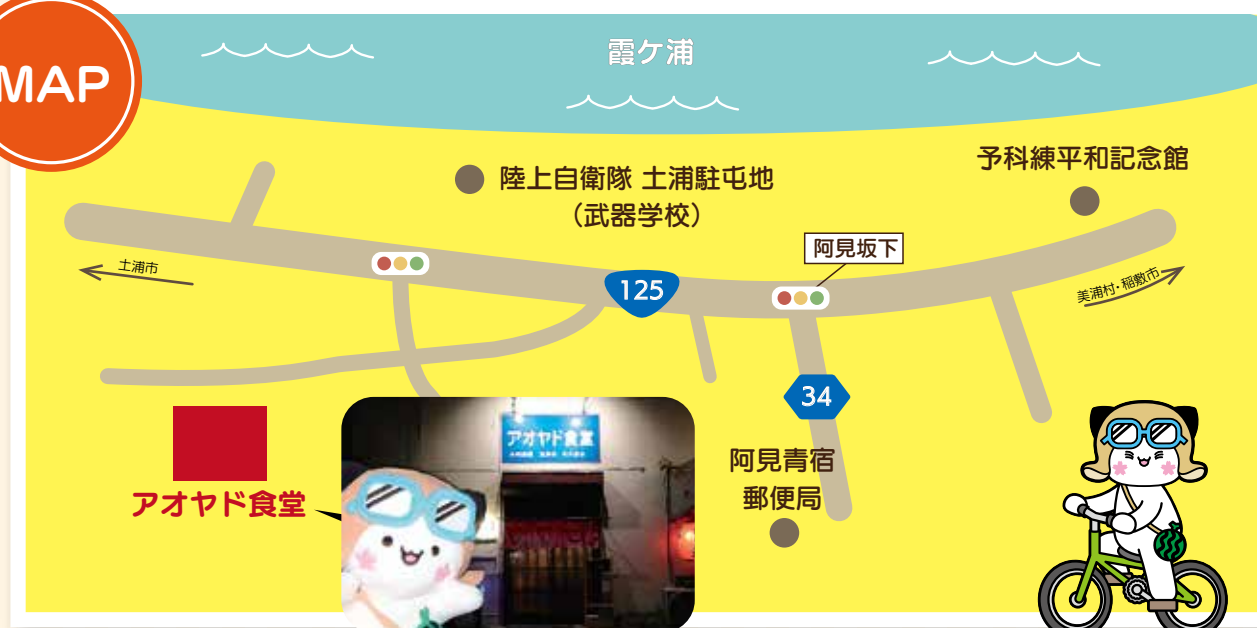 MAP
霞ケ浦
予科練平和記念館
陸上自衛隊 土浦駐屯地
（武器学校）
阿見坂下
土浦市
125
美浦村・稲敷市
34
アオヤド食堂
阿見青宿
郵便局
アオヤド食堂